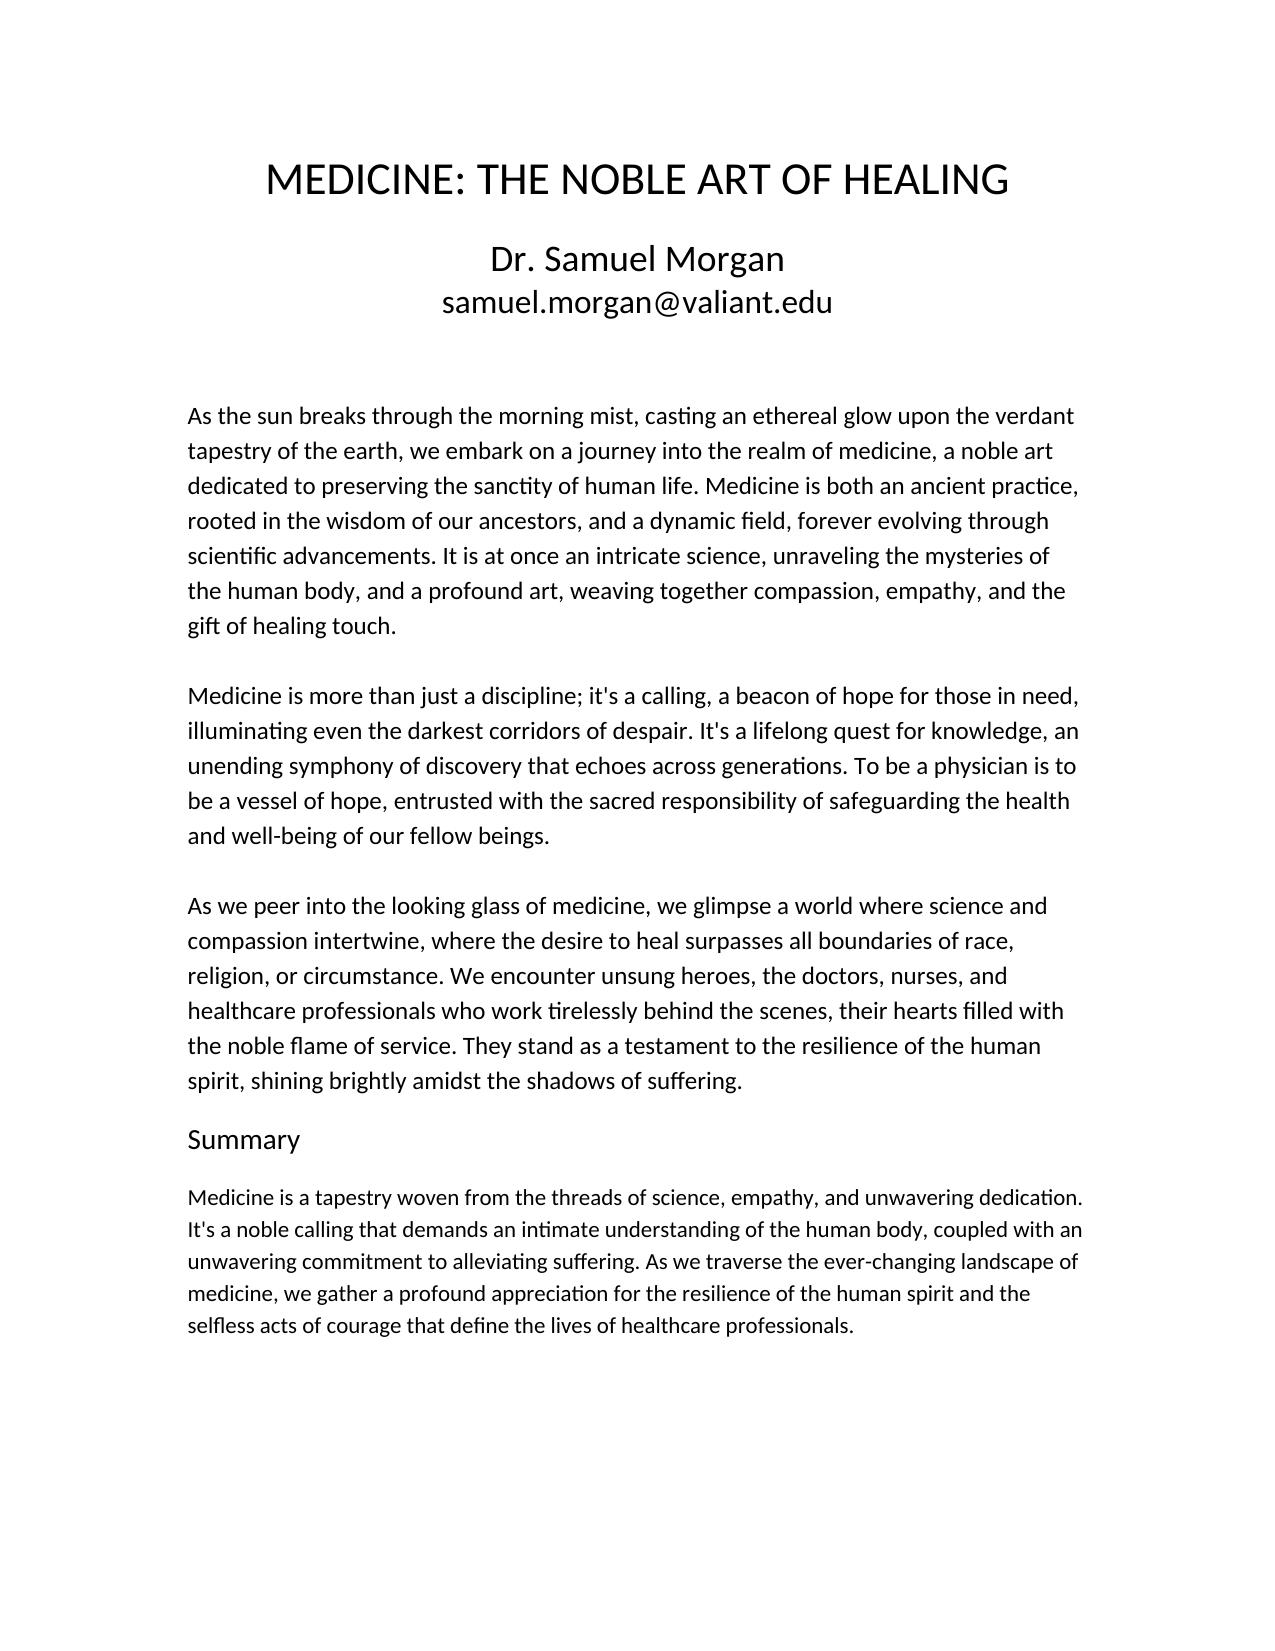 MEDICINE: THE NOBLE ART OF HEALING
Dr. Samuel Morgan
samuel.morgan@valiant.edu
As the sun breaks through the morning mist, casting an ethereal glow upon the verdant
tapestry of the earth, we embark on a journey into the realm of medicine, a noble art
dedicated to preserving the sanctity of human life. Medicine is both an ancient practice,
rooted in the wisdom of our ancestors, and a dynamic field, forever evolving through
scientific advancements. It is at once an intricate science, unraveling the mysteries of
the human body, and a profound art, weaving together compassion, empathy, and the
gift of healing touch.
Medicine is more than just a discipline; it's a calling, a beacon of hope for those in need,
illuminating even the darkest corridors of despair. It's a lifelong quest for knowledge, an
unending symphony of discovery that echoes across generations. To be a physician is to
be a vessel of hope, entrusted with the sacred responsibility of safeguarding the health
and well-being of our fellow beings.
As we peer into the looking glass of medicine, we glimpse a world where science and
compassion intertwine, where the desire to heal surpasses all boundaries of race,
religion, or circumstance. We encounter unsung heroes, the doctors, nurses, and
healthcare professionals who work tirelessly behind the scenes, their hearts filled with
the noble flame of service. They stand as a testament to the resilience of the human
spirit, shining brightly amidst the shadows of suffering.
Summary
Medicine is a tapestry woven from the threads of science, empathy, and unwavering dedication.
It's a noble calling that demands an intimate understanding of the human body, coupled with an
unwavering commitment to alleviating suffering. As we traverse the ever-changing landscape of
medicine, we gather a profound appreciation for the resilience of the human spirit and the
selfless acts of courage that define the lives of healthcare professionals.